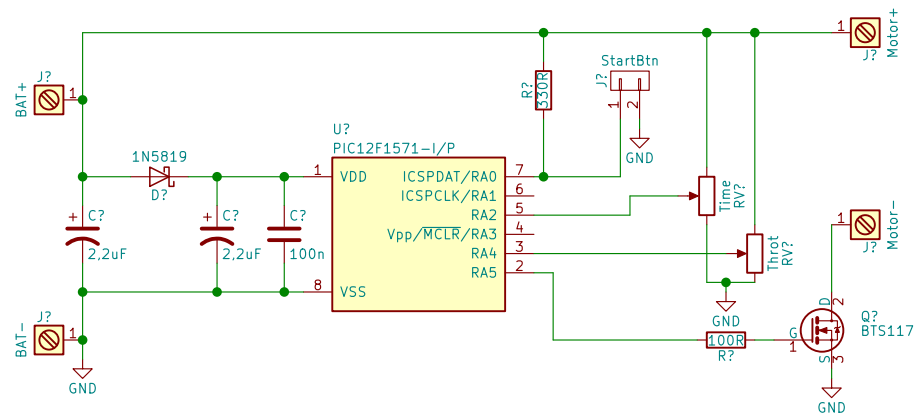 J?
BAT+
1
1N5819
D?
+
C?
2,2uF
+
C?
2,2uF
C?
100n
J?
BAT-
1
GND
U?
PIC12F1571-I/P
1
VDD
8
VSS
ICSPDAT/RA0
7
ICSPCLK/RA1
6
RA2
5
Vpp/MCLR/RA3
4
RA4
3
RA5
2
R?
330R
StartBtn
J?
1
2
GND
Time
RV?
Throt
RV?
GND
100R
R?
1
J?
Motor+
1
J?
Motor-
D
2
G
1
S
3
Q?
BTS117
GND